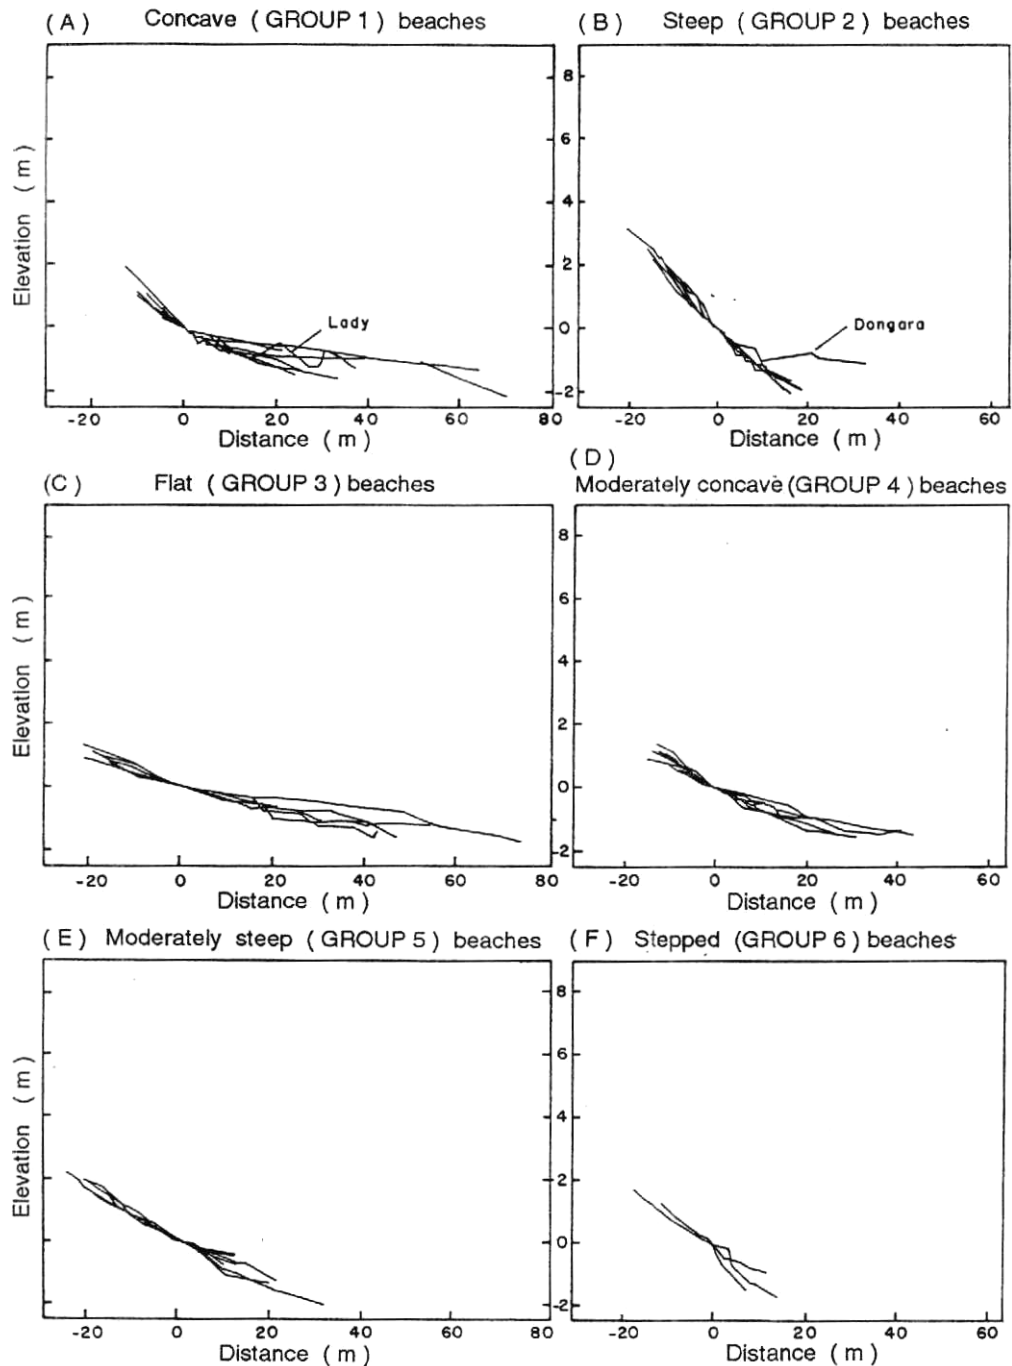 (A) Concave (GROUP 1) beaches
(B) Steep (GROUP 2) beaches
Elevation (m)
8
6
4
2
0
-2
Lady
Dongara
-20 0 20 40 60 80
-20 0 20 40 60
Distance (m)
Distance (m)
(C) Flat (GROUP 3) beaches
(D)
Moderately concave (GROUP 4) beaches
Elevation (m)
8
6
4
2
0
-2
-20 0 20 40 60 80
-20 0 20 40 60
Distance (m)
Distance (m)
(E) Moderately steep (GROUP 5) beaches
(F) Stepped (GROUP 6) beaches
Elevation (m)
8
6
4
2
0
-2
-20 0 20 40 60 80
-20 0 20 40 60
Distance (m)
Distance (m)